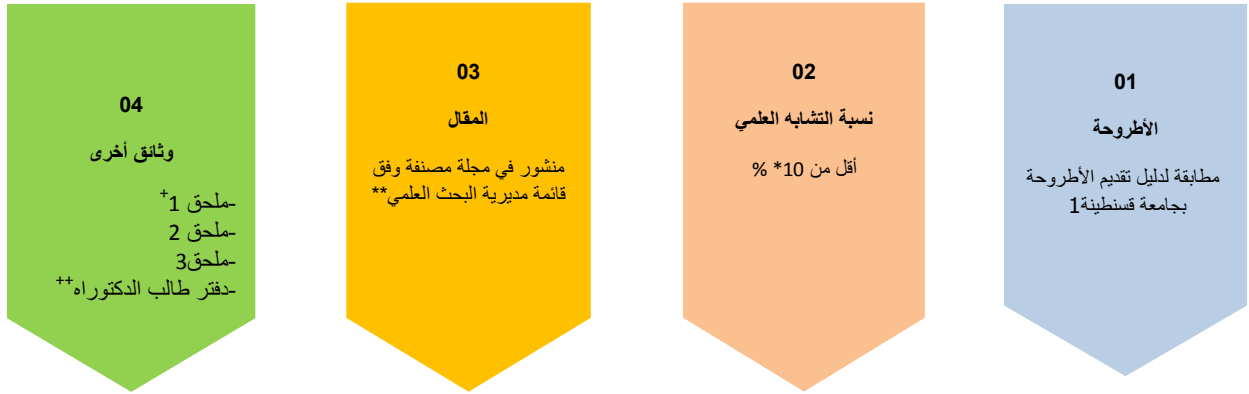 01
الأطروحة
مطابقة لدليل تقديم الأطروحة
بجامعة قسنطينة1
02
نسبة التشابه العلمي
أقل من 10* %
03
المقال
منشور في مجلة مصنفة وفق
قائمة مديرية البحث العلمي**
04
وثائق أخرى
-ملحق 1+
-ملحق 2
-ملحق3
-دفتر طالب الدكتوراه++